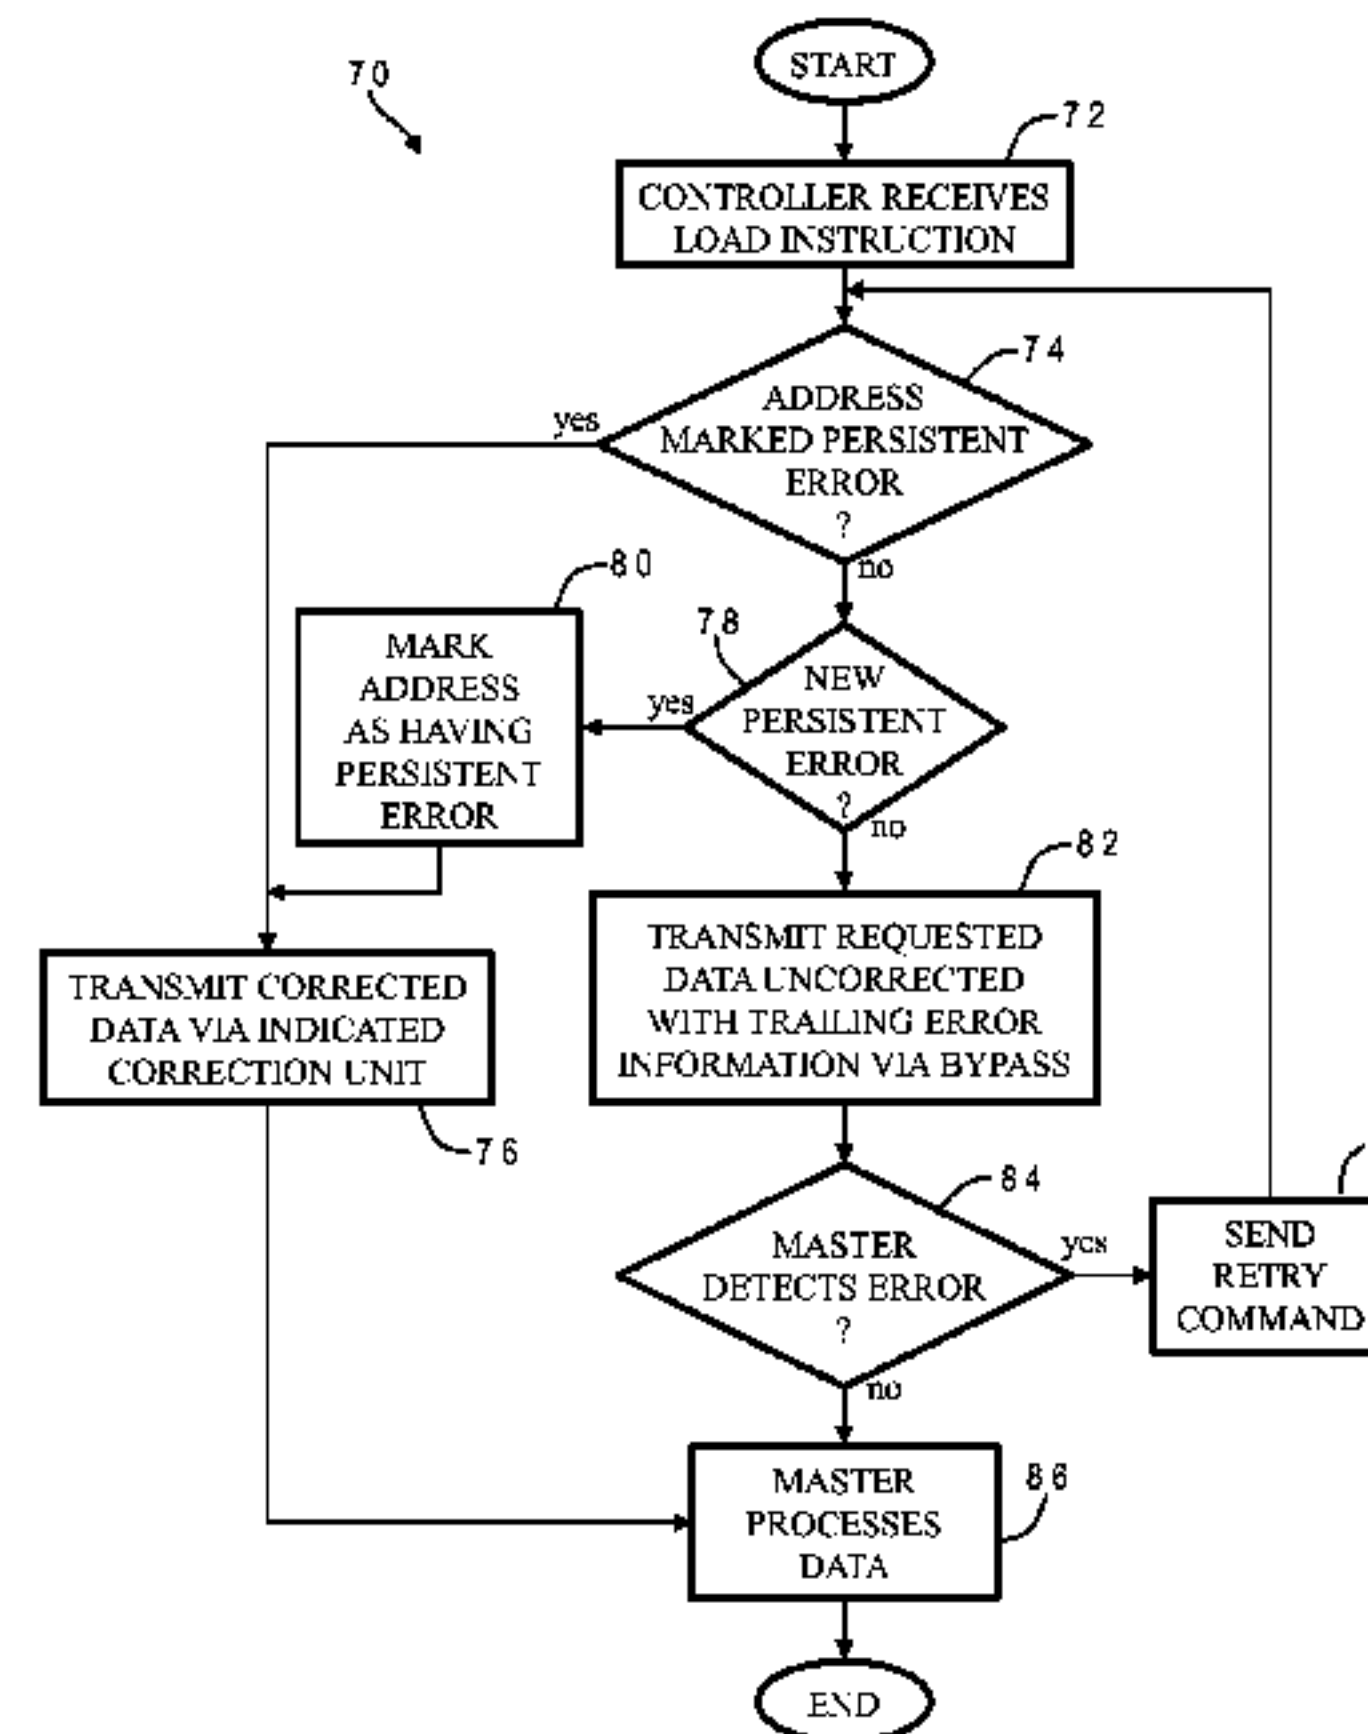 START
70
72
CONTROLLER RECEIVES
LOAD INSTRUCTION
74
ADDRESS
MARKED PERSISTENT
ERROR
?
yes
no
80
MARK
ADDRESS
AS HAVING
PERSISTENT
ERROR
78
NEW
PERSISTENT
ERROR
?
yes
no
82
TRANSMIT REQUESTED
DATA UNCORRECTED
WITH TRAILING ERROR
INFORMATION VIA BYPASS
TRANSMIT CORRECTED
DATA VIA INDICATED
CORRECTION UNIT
76
84
MASTER
DETECTS ERROR
?
yes
no
SEND
RETRY
COMMAND
MASTER
PROCESSES
DATA
86
END